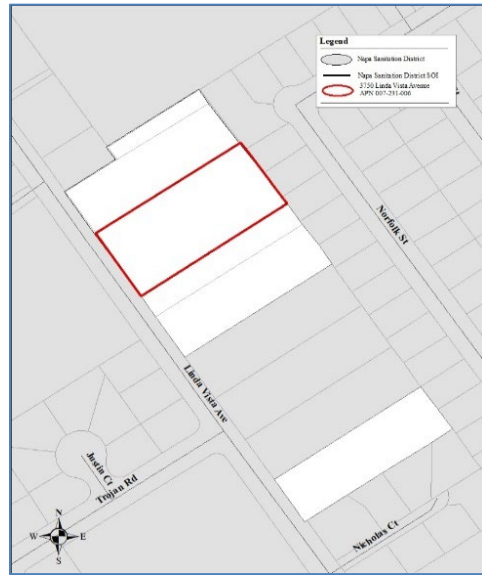 Legend
Napa Sanitation District
Napa Sanitation District SOI
3750 Linda Vista Avenue
APN 007-231-006
Norfolk St
Linda Vista Ave
Justin Ct
Trojan Rd
Nicholas Ct
N
W
E
S